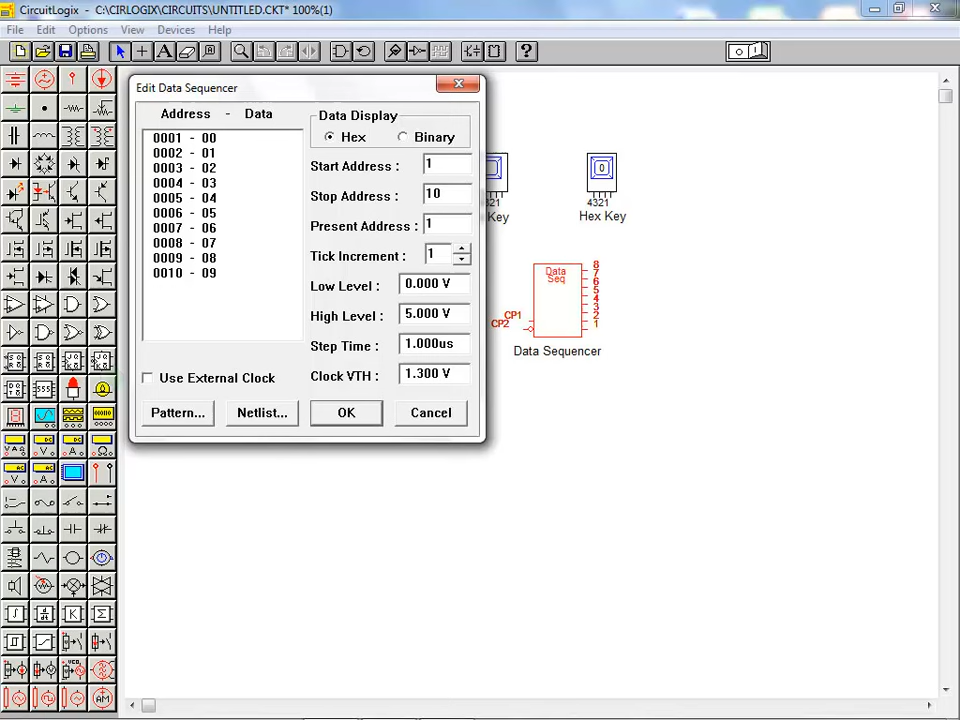 CircuitLogix - C:\CIRLOGIX\CIRCUITS\UNTITLED.CKT* 100%(1)
File Edit Options View Devices Help
A
?
Edit Data Sequencer
Address - Data
0001 - 00
0002 - 01
0003 - 02
0004 - 03
0005 - 04
0006 - 05
0007 - 06
0008 - 07
0009 - 08
0010 - 09
Data Display
Hex Binary
Start Address : 1
Stop Address : 10
Present Address : 1
Tick Increment : 1
Low Level : 0.000 V
High Level : 5.000 V
Step Time : 1.000us
Clock VTH : 1.300 V
Use External Clock
Pattern... Netlist... OK Cancel
0
321
Key
4321
Hex Key
Data
Seq
8
7
6
5
4
3
2
1
CP1
CP2
Data Sequencer
555
K
Σ
AM